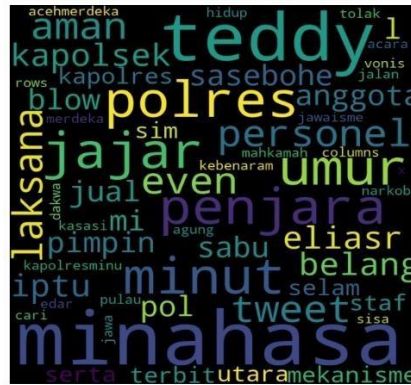 acehmerdeka hidup tolak
aman teddy l
kapolsek acara
vonis
kapolres sasebohe jalan
rows blow polres anggota
merdeka jawaisme
sim personel
laksana jajar kebenaram mahkamah columns
jual even umur x
dakwa penjara narkob
kasasi mi
pimpin agung sabu eliasr
kapolresminu minut belang
iptu selam
edar pulau tweet staf
cari jawa pol sisa
minahasa
serta terbit utara mekanisme